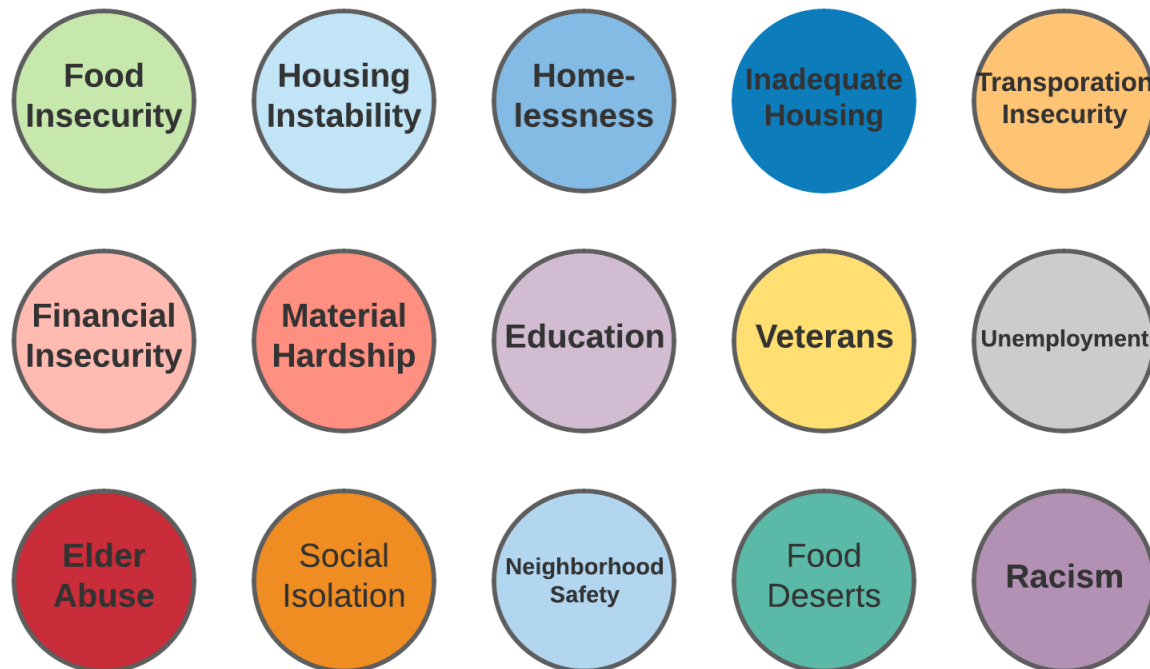 Food
Insecurity
Housing
Instability
Home-
lessness
Inadequate
Housing
Transporation
Insecurity
Financial
Insecurity
Material
Hardship
Education
Veterans
Unemployment
Elder
Abuse
Social
Isolation
Neighborhood
Safety
Food
Deserts
Racism